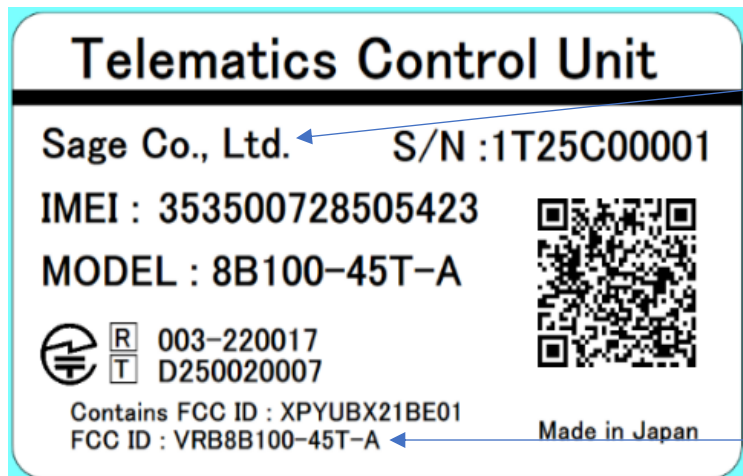 Telematics Control Unit
Sage Co., Ltd. S/N :1T25C00001
IMEI : 353500728505423
MODEL : 8B100-45T-A
R 003-220017
T D250020007
Contains FCC ID : XPYUBX21BE01
FCC ID : VRB8B100-45T-A
Made in Japan